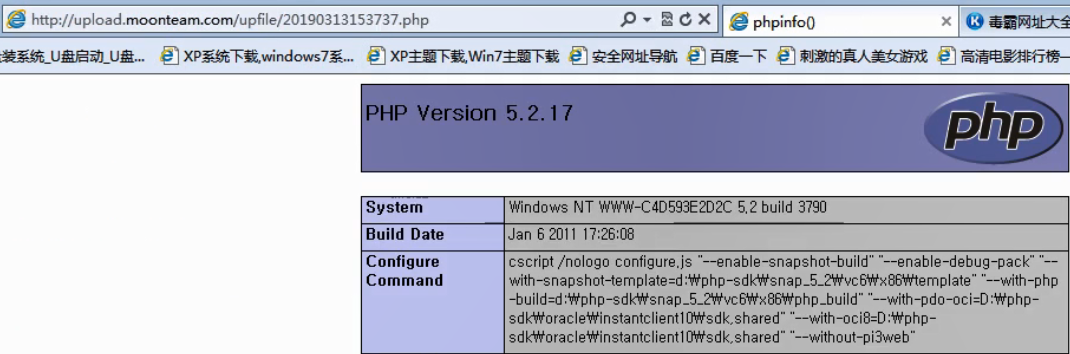 http://upload.moonteam.com/upfile/20190313153737.php
phpinfo()
毒霸网址大全
装系统_U盘启动_U盘...
XP系统下载,windows7系...
XP主题下载,Win7主题下载
安全网址导航
百度一下
刺激的真人美女游戏
高清电影排行榜
PHP Version 5.2.17
php
System
Windows NT WWW-C4D593E2D2C 5,2 build 3790
Build Date
Jan 6 2011 17:26:08
Configure
Command
cscript /nologo configure,js "--enable-snapshot-build" "--enable-debug-pack" "--
with-snapshot-template=d:₩php-sdk₩snap_5_2₩vc6₩x86₩template" "--with-php
-build=d:₩php-sdk₩snap_5_2₩vc6₩x86₩php_build" "--with-pdo-oci=D:₩php-
sdk₩oracle₩instantclient10₩sdk,shared" "--with-oci8=D:₩php-
sdk₩oracle₩instantclient10₩sdk,shared" "--without-pi3web"